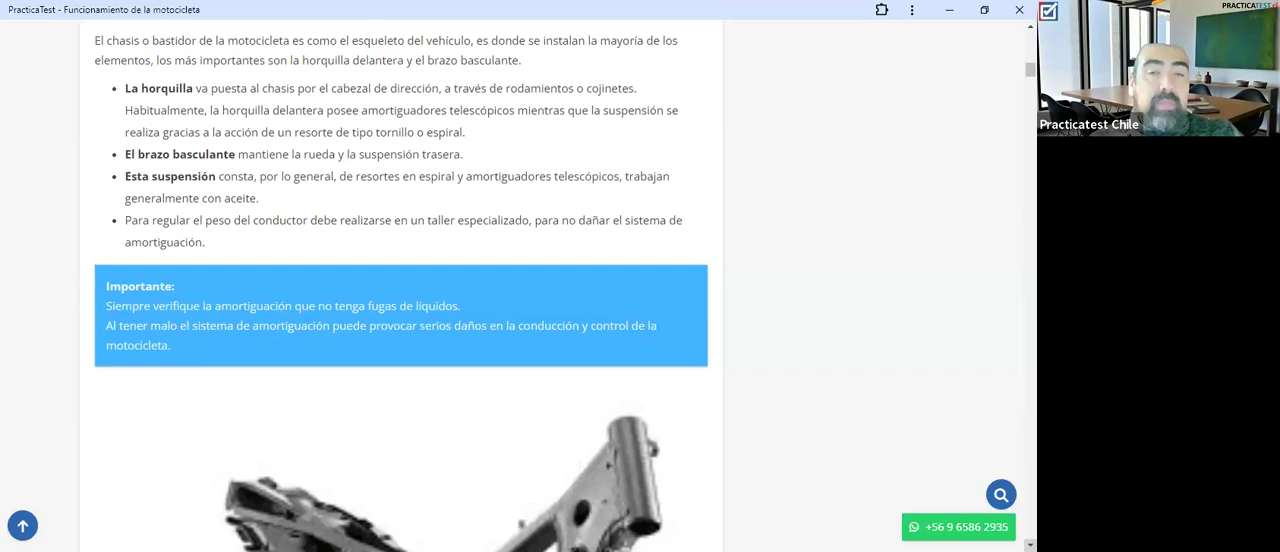 PracticaTest - Funcionamiento de la motocicleta
El chasis o bastidor de la motocicleta es como el esqueleto del vehículo, es donde se instalan la mayoría de los
elementos, los más importantes son la horquilla delantera y el brazo basculante.
La horquilla va puesta al chasis por el cabezal de dirección, a través de rodamientos o cojinetes.
Habitualmente, la horquilla delantera posee amortiguadores telescópicos mientras que la suspensión se
realiza gracias a la acción de un resorte de tipo tornillo o espiral.
El brazo basculante mantiene la rueda y la suspensión trasera.
Esta suspensión consta, por lo general, de resortes en espiral y amortiguadores telescópicos, trabajan
generalmente con aceite.
Para regular el peso del conductor debe realizarse en un taller especializado, para no dañar el sistema de
amortiguación.
Importante:
Siempre verifique la amortiguación que no tenga fugas de líquidos.
Al tener malo el sistema de amortiguación puede provocar serios daños en la conducción y control de la
motocicleta.
+56 9 6586 2935
PRACTICATEST.cl
Practicatest Chile